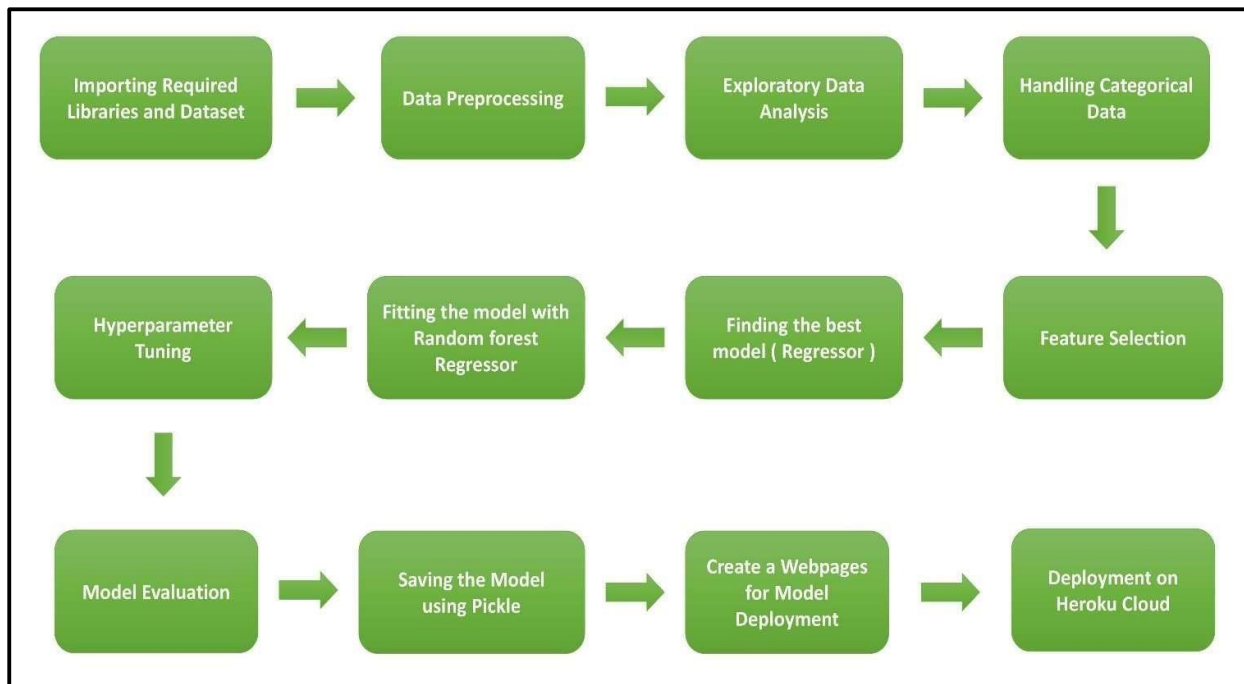 Importing Required
Libraries and Dataset
Data Preprocessing
Exploratory Data
Analysis
Handling Categorical
Data
Feature Selection
Finding the best
model ( Regressor )
Fitting the model with
Random forest
Regressor
Hyperparameter
Tuning
Model Evaluation
Saving the Model
using Pickle
Create a Webpages
for Model
Deployment
Deployment on
Heroku Cloud